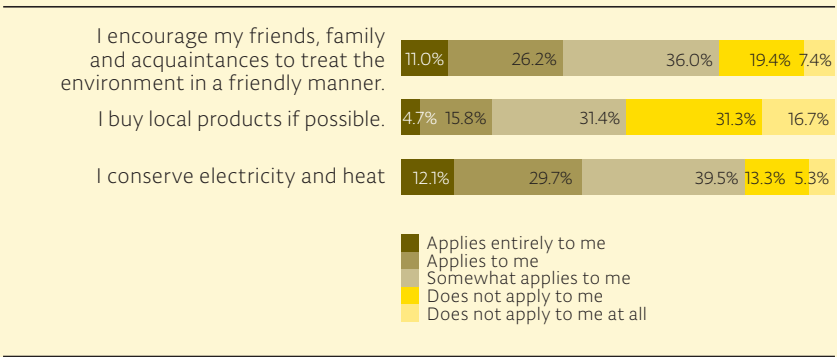 I encourage my friends, family
and acquaintances to treat the
environment in a friendly manner.
11.0% 26.2% 36.0% 19.4% 7.4%
I buy local products if possible.
4.7% 15.8% 31.4% 31.3% 16.7%
I conserve electricity and heat
12.1% 29.7% 39.5% 13.3% 5.3%
Applies entirely to me
Applies to me
Somewhat applies to me
Does not apply to me
Does not apply to me at all